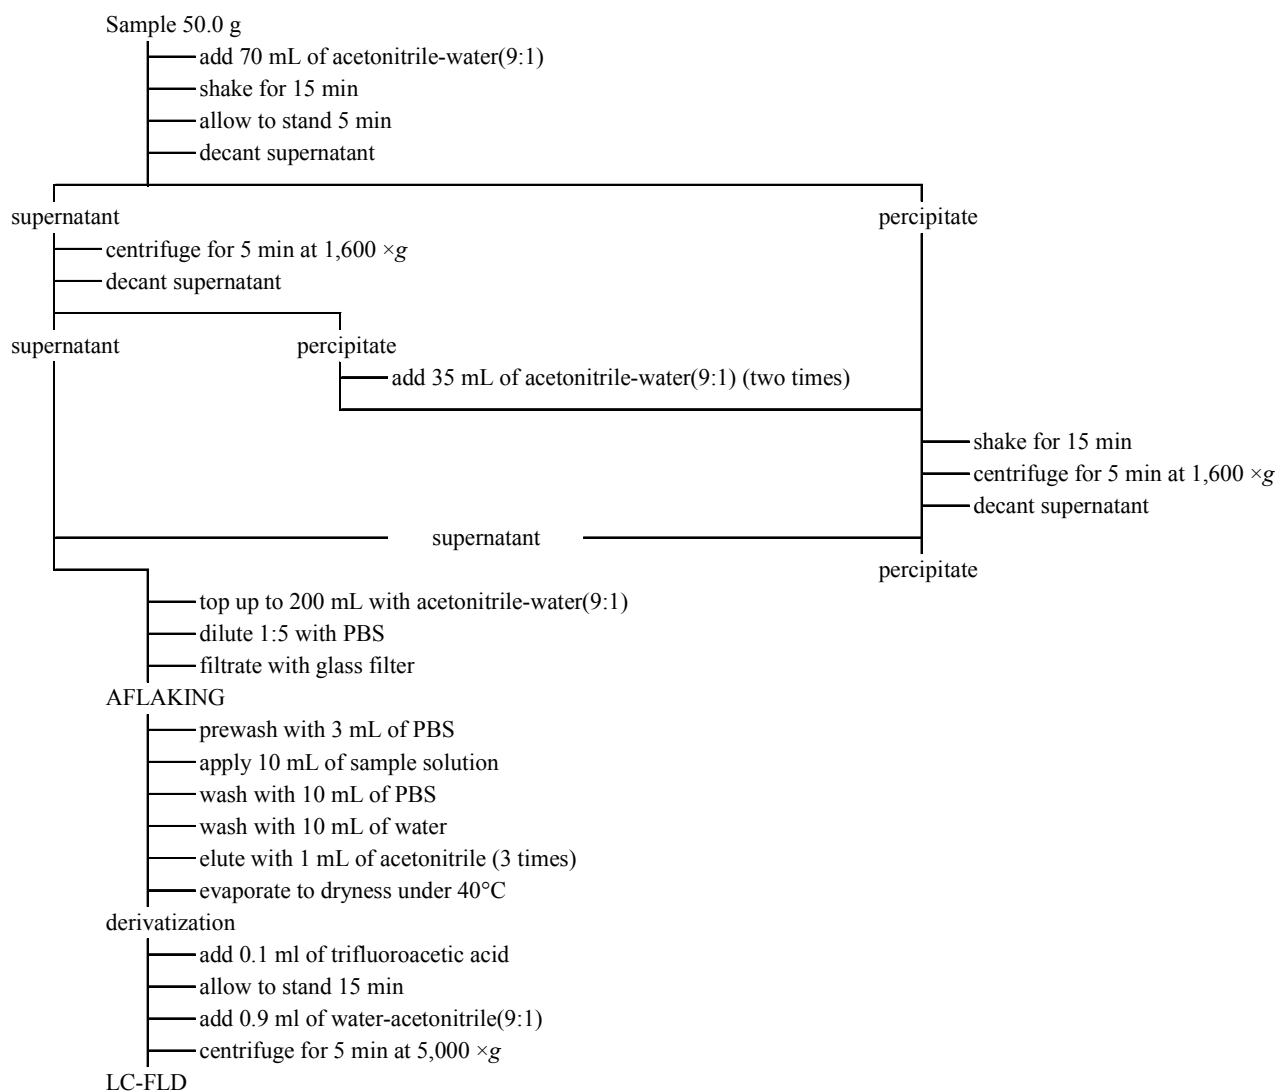 Sample 50.0 g
add 70 mL of acetonitrile-water(9:1)
shake for 15 min
allow to stand 5 min
decant supernatant
supernatant
percipitate
centrifuge for 5 min at 1,600 ×g
decant supernatant
supernatant
percipitate
add 35 mL of acetonitrile-water(9:1) (two times)
shake for 15 min
centrifuge for 5 min at 1,600 ×g
decant supernatant
supernatant
percipitate
top up to 200 mL with acetonitrile-water(9:1)
dilute 1:5 with PBS
filtrate with glass filter
AFLAKING
prewash with 3 mL of PBS
apply 10 mL of sample solution
wash with 10 mL of PBS
wash with 10 mL of water
elute with 1 mL of acetonitrile (3 times)
evaporate to dryness under 40°C
derivatization
add 0.1 ml of trifluoroacetic acid
allow to stand 15 min
add 0.9 ml of water-acetonitrile(9:1)
centrifuge for 5 min at 5,000 ×g
LC-FLD